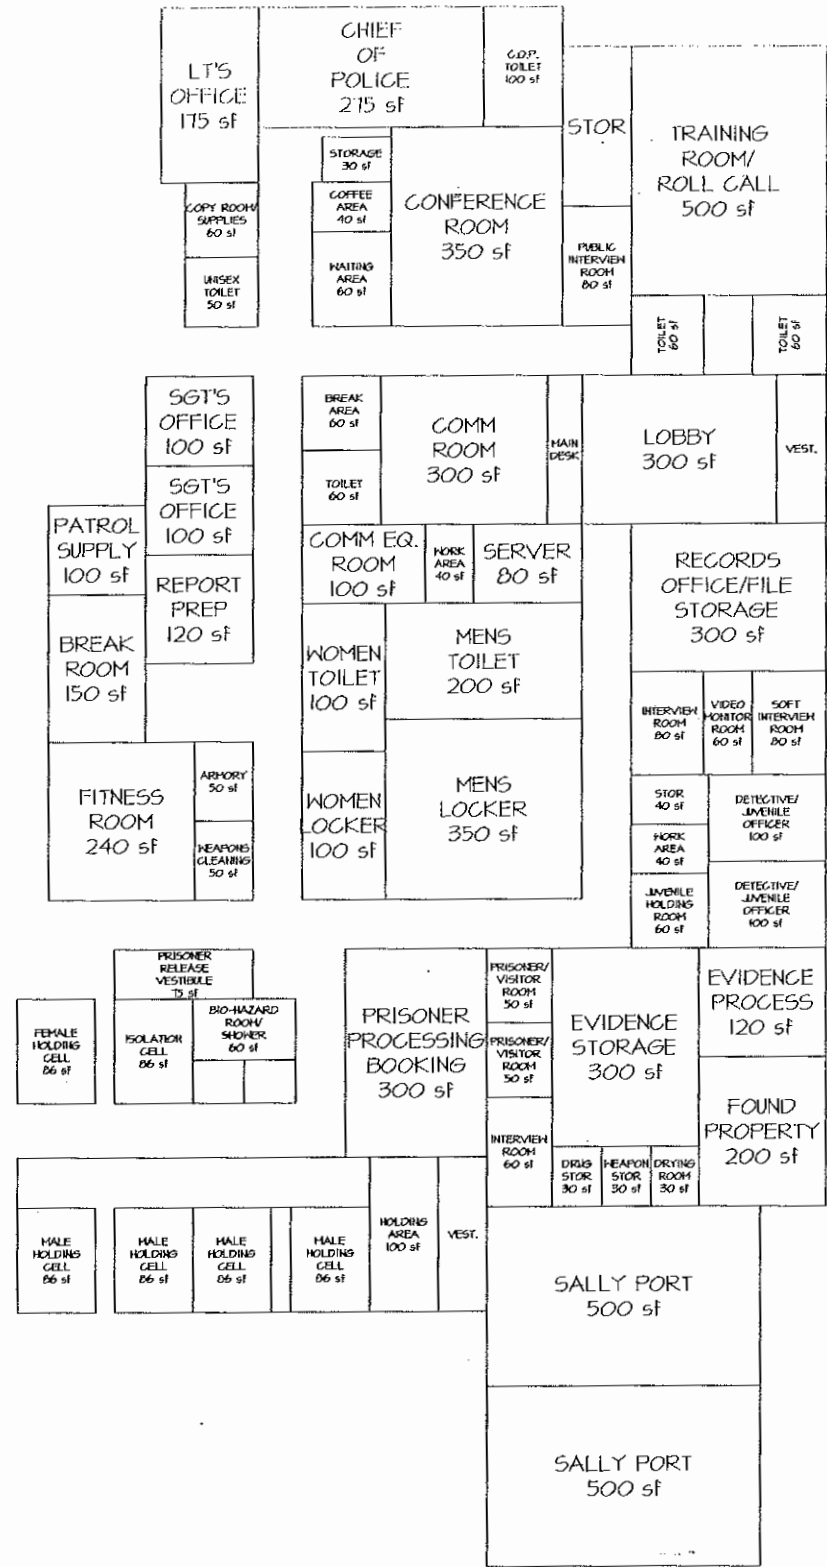 LT'S
OFFICE
175 sf
CHIEF
OF
POLICE
275 sf
C.O.P.
TOILET
100 sf
STOR
TRAINING
ROOM/
ROLL CALL
500 sf
STORAGE
30 sf
COPY ROOM/
SUPPLIES
60 sf
COFFEE
AREA
40 sf
CONFERENCE
ROOM
350 sf
UNISEX
TOILET
50 sf
WAITING
AREA
60 sf
PUBLIC
INTERVIEW
ROOM
80 sf
TOILET
60 sf
TOILET
60 sf
SGT'S
OFFICE
100 sf
BREAK
AREA
60 sf
COMM
ROOM
300 sf
MAIN
DESK
LOBBY
300 sf
VEST.
SGT'S
OFFICE
100 sf
TOILET
60 sf
PATROL
SUPPLY
100 sf
COMM EQ.
ROOM
100 sf
WORK
AREA
40 sf
SERVER
80 sf
RECORDS
OFFICE/FILE
STORAGE
300 sf
REPORT
PREP
120 sf
BREAK
ROOM
150 sf
WOMEN
TOILET
100 sf
MENS
TOILET
200 sf
INTERVIEW
ROOM
80 sf
VIDEO
MONITOR
ROOM
60 sf
SOFT
INTERVIEW
ROOM
80 sf
FITNESS
ROOM
240 sf
ARMORY
50 sf
WEAPONS
CLEANING
50 sf
WOMEN
LOCKER
100 sf
MENS
LOCKER
350 sf
STOR
40 sf
DETECTIVE/
JUVENILE
OFFICER
100 sf
WORK
AREA
40 sf
JUVENILE
HOLDING
ROOM
60 sf
DETECTIVE/
JUVENILE
OFFICER
100 sf
PRISONER
RELEASE
VESTIBULE
75 sf
FEMALE
HOLDING
CELL
86 sf
ISOLATION
CELL
86 sf
BIO-HAZARD
ROOM/
SHOWER
60 sf
PRISONER
PROCESSING
BOOKING
300 sf
PRISONER/
VISITOR
ROOM
50 sf
PRISONER/
VISITOR
ROOM
50 sf
EVIDENCE
STORAGE
300 sf
EVIDENCE
PROCESS
120 sf
FOUND
PROPERTY
200 sf
INTERVIEW
ROOM
60 sf
DRUG
STOR
30 sf
WEAPON
STOR
30 sf
DRYING
ROOM
30 sf
MALE
HOLDING
CELL
86 sf
MALE
HOLDING
CELL
86 sf
MALE
HOLDING
CELL
86 sf
MALE
HOLDING
CELL
86 sf
HOLDING
AREA
100 sf
VEST.
SALLY PORT
500 sf
SALLY PORT
500 sf